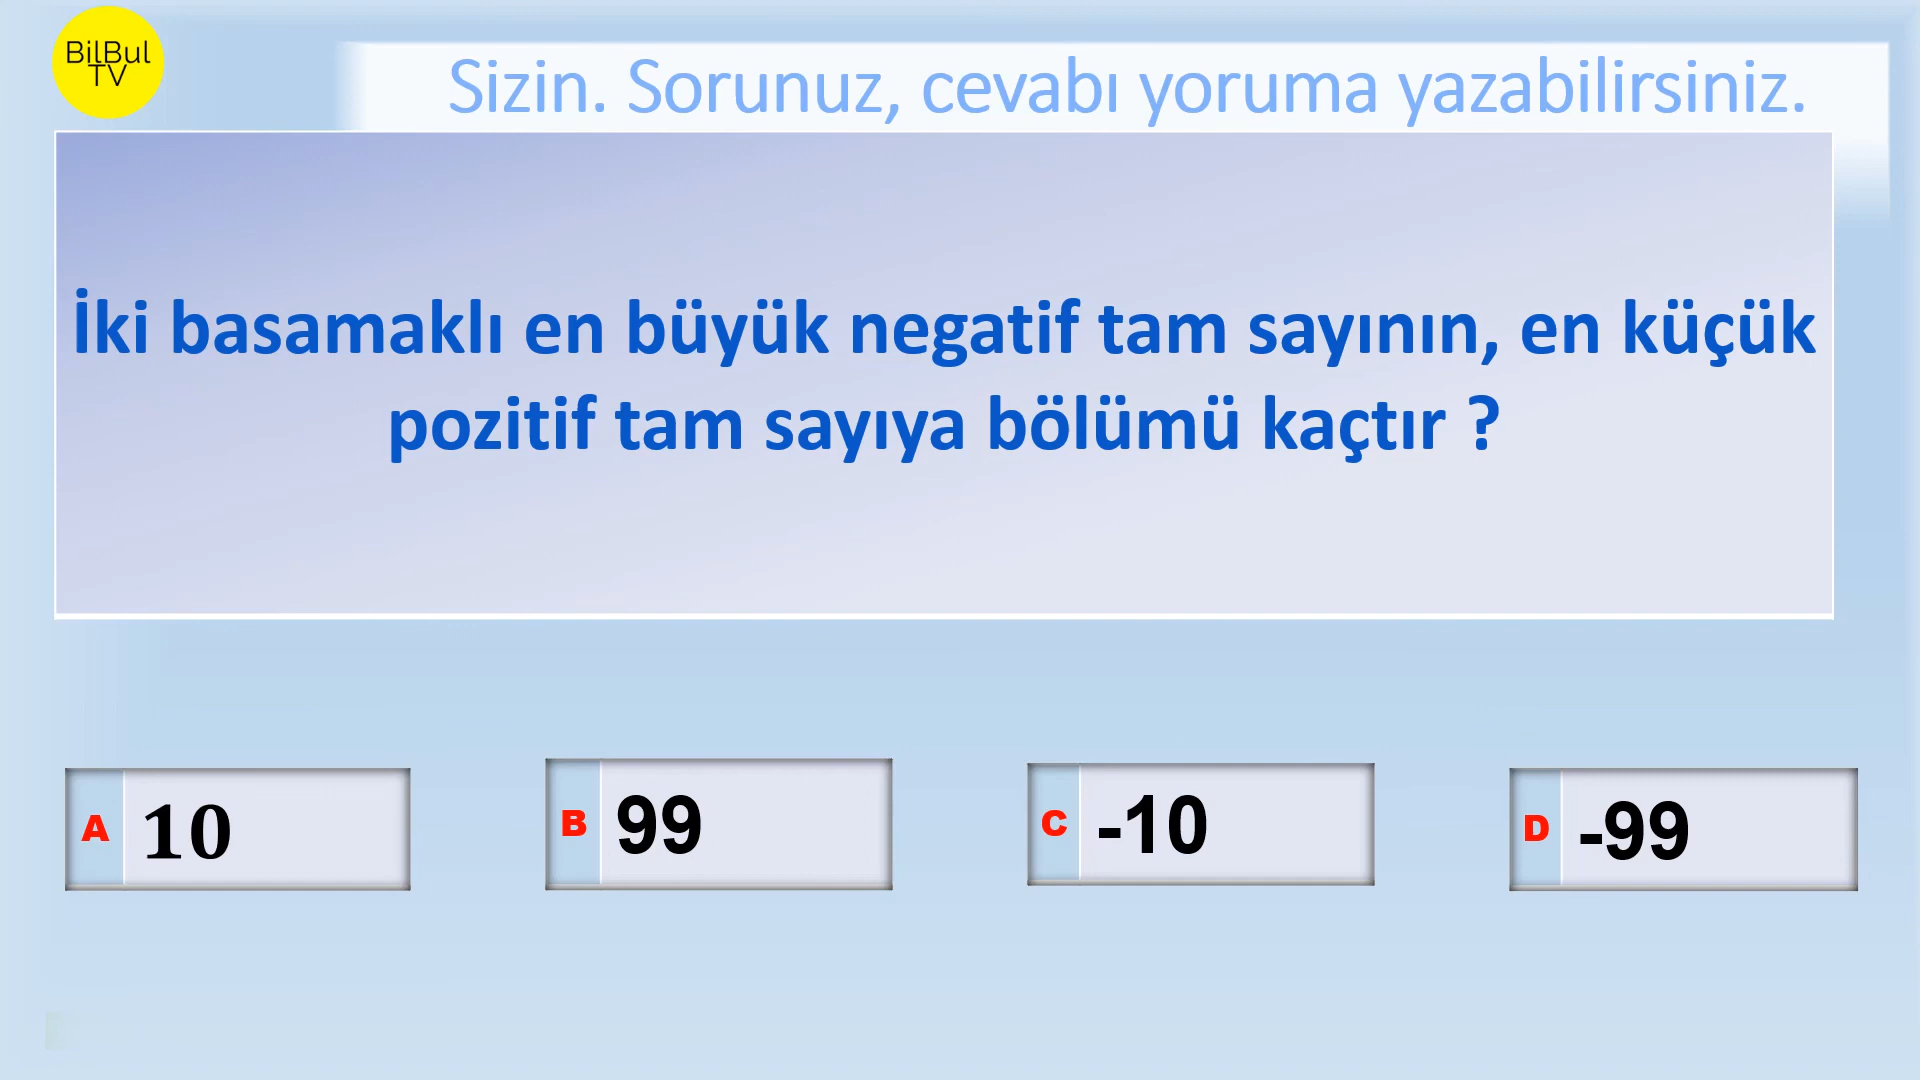 BilBul
TV
Sizin. Sorunuz, cevabı yoruma yazabilirsiniz.
İki basamaklı en büyük negatif tam sayının, en küçük
pozitif tam sayıya bölümü kaçtır ?
A 10
B 99
C -10
D -99